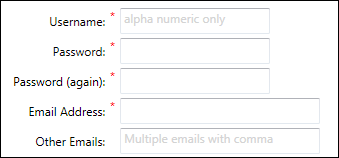 Username: * alpha numeric only
Password: *
Password (again): *
Email Address: *
Other Emails: Multiple emails with comma